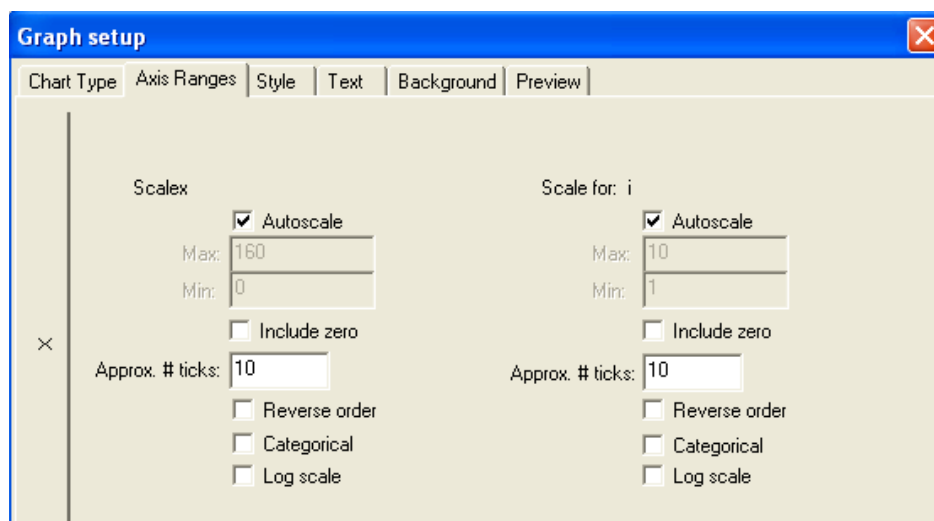 Graph setup
Chart Type Axis Ranges Style Text Background Preview
Scalex Scale for: i
Autoscale Autoscale
Max: 160 Max: 10
Min: 0 Min: 1
Include zero Include zero
Approx. # ticks: 10 Approx. # ticks: 10
Reverse order Reverse order
Categorical Categorical
Log scale Log scale